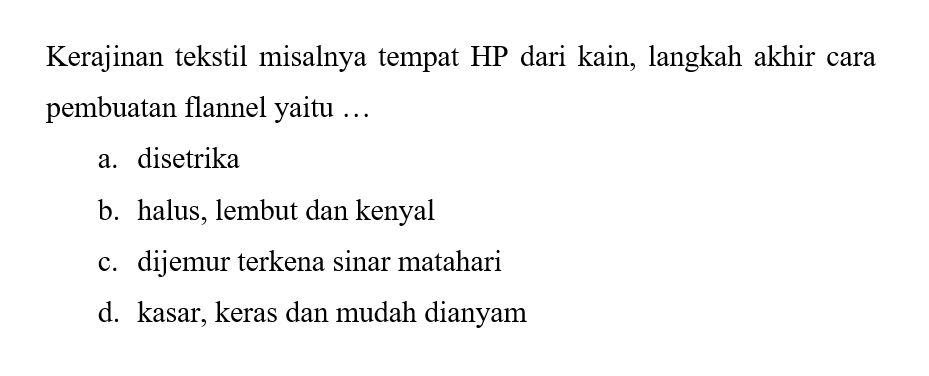 Kerajinan tekstil misalnya tempat HP dari kain, langkah akhir cara
pembuatan flannel yaitu …
a. disetrika
b. halus, lembut dan kenyal
c. dijemur terkena sinar matahari
d. kasar, keras dan mudah dianyam